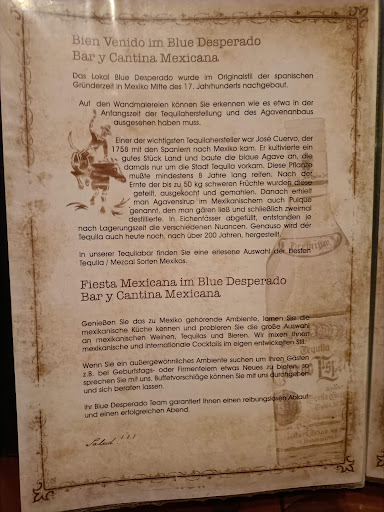 Bien Venido im Blue Desperado
Bar y Cantina Mexicana
Das Lokal Blue Desperado wurde im Originalstil der spanischen
Gründerzeit in Mexiko Mitte des 17. Jahrhunderts nachgebaut.
Auf den Wandmalereien können Sie erkennen wie es etwa in der
Anfangszeit der Tequilaherstellung und des Agavenanbaus
ausgesehen haben muss.
Einer der wichtigsten Tequilahersteller war José Cuervo, der
1758 mit den Spaniern nach Mexiko kam. Er kultivierte ein
gutes Stück Land und baute die blaue Agave an, die
damals nur um die Stadt Tequila vorkam. Diese Pflanze
mußte mindestens 8 Jahre lang reifen. Nach der
Ernte der bis zu 50 kg schweren Früchte wurden diese
geteilt, ausgekocht und gemahlen. Danach erhielt
man Agavensirup im Mexikanischem auch Pulque
genannt, den man gären ließ und schließlich zweimal
destillierte. In Eichenfässer abgefüllt, entstanden je
nach Lagerungszeit die verschiedenen Nuancen. Genauso wird der
Tequila auch heute noch, nach über 200 Jahren, hergestellt.
In unserer Tequilabar finden Sie eine erlesene Auswahl der besten
Tequila / Mezcal Sorten Mexikos.
Fiesta Mexicana im Blue Desperado
Bar y Cantina Mexicana
Genießen Sie das zu Mexiko gehörende Ambiente, lernen Sie die
mexikanische Küche kennen und probieren Sie die große Auswahl
an mexikanischen Weinen, Tequilas und Bieren. Wir mixen Ihnen
mexikanische und internationale Cocktails im eigen entwickelten Stil.
Wenn Sie ein außergewöhnliches Ambiente suchen um Ihren Gästen
z.B. bei Geburtstags- oder Firmenfeiern etwas Neues zu bieten, so
sprechen Sie mit uns. Buffetvorschläge können Sie mit uns durchgehen
und sich beraten lassen.
Ihr Blue Desperado Team garantiert Ihnen einen reibungslosen Ablauf
und einen erfolgreichen Abend.
Salud !!!
Tequila